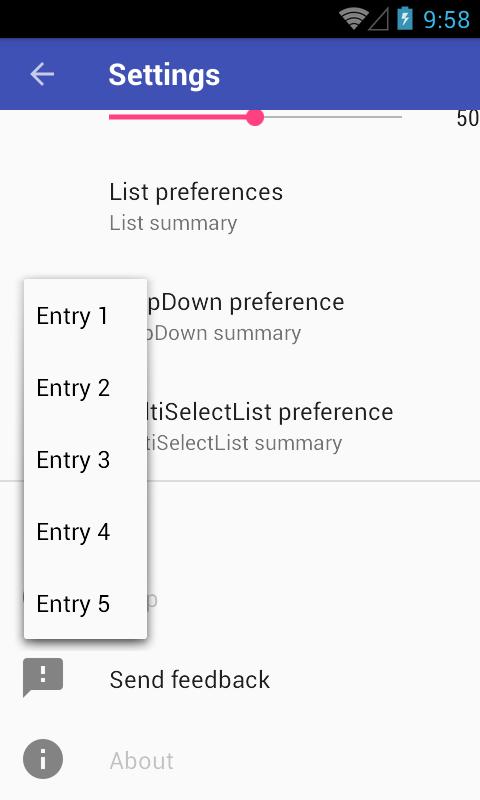 9:58
Settings
50
List preferences
List summary
pDown preference
pDown summary
ltiSelectList preference
tiSelectList summary
Entry 1
Entry 2
Entry 3
Entry 4
Entry 5
p
Send feedback
About